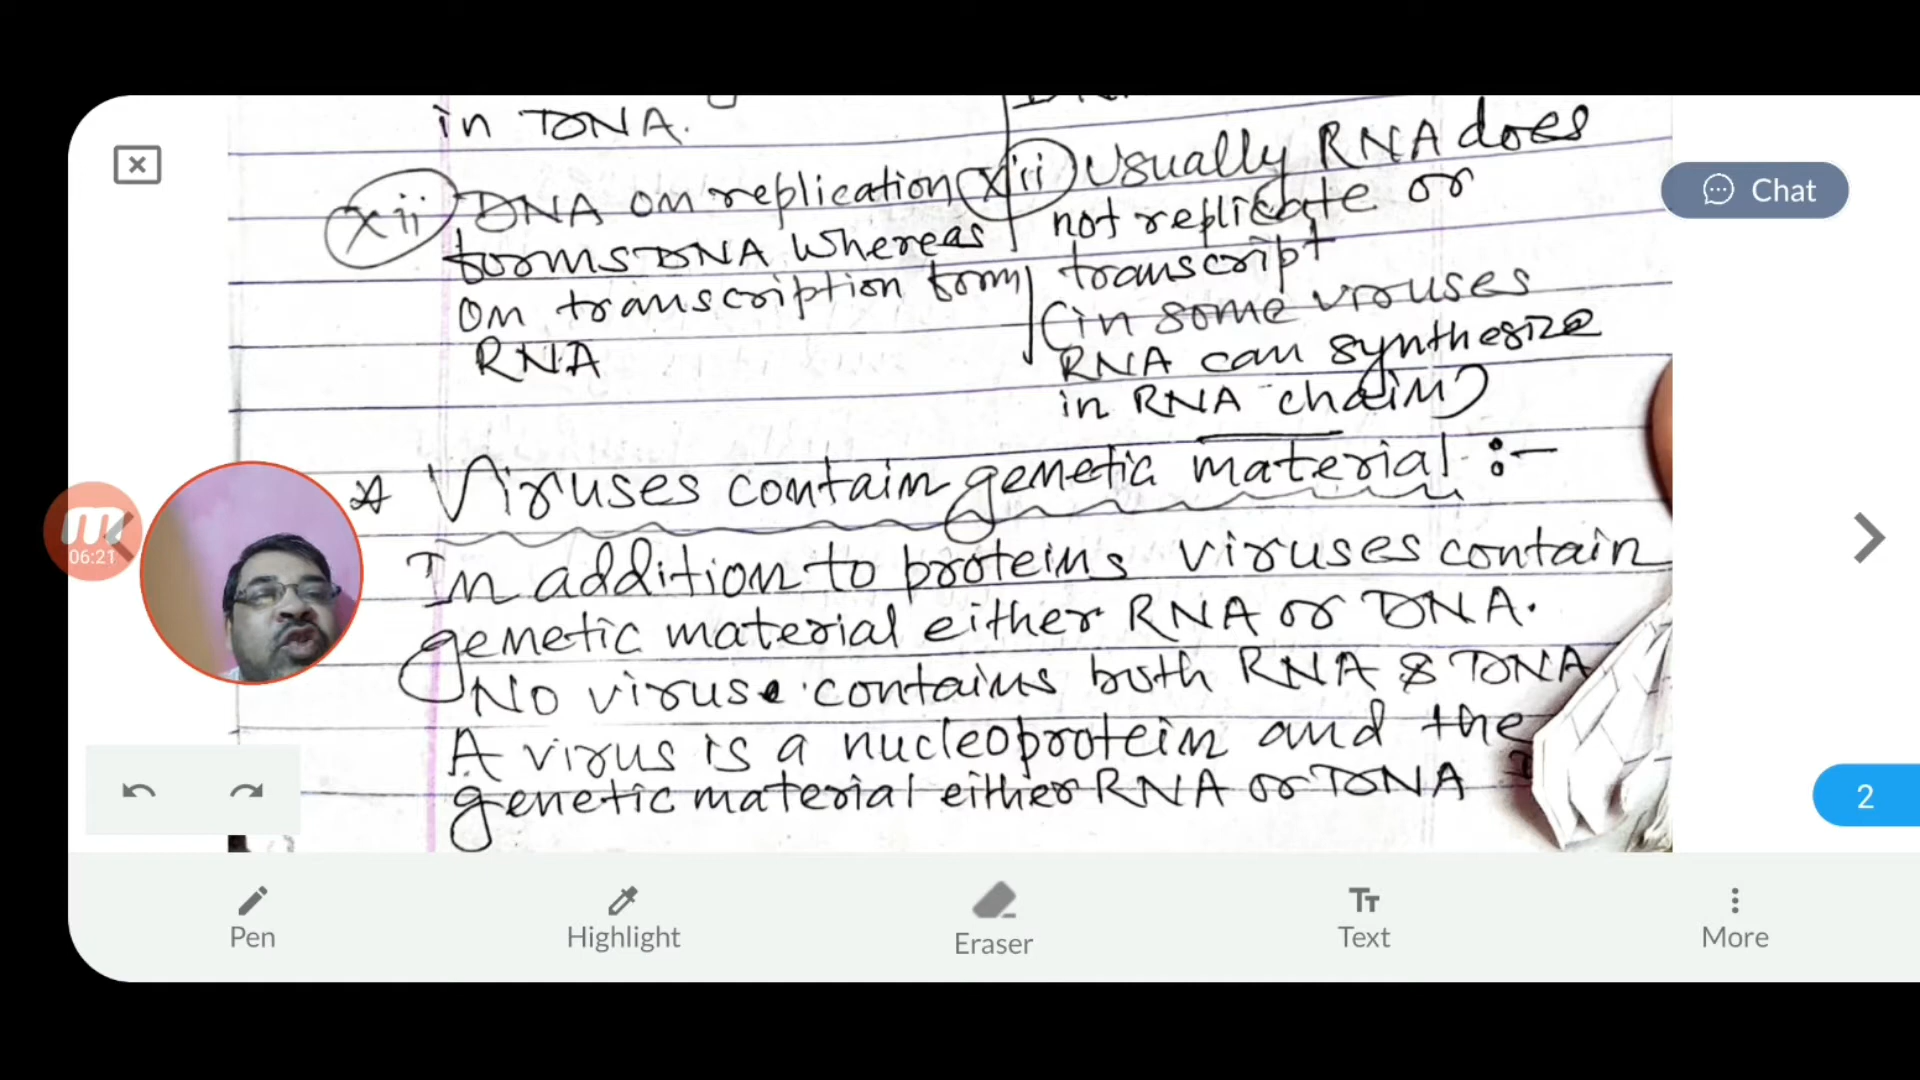 in DNA.
xii DNA on replication
forms DNA whereas
on transcription form
RNA
xii Usually RNA does
not replicate or
transcript
(in some viruses
RNA can synthesize
in RNA chain)
Viruses contain genetic material :-
In addition to proteins viruses contain
genetic material either RNA or DNA.
No virus contains both RNA & DNA
A virus is a nucleoprotein and the
genetic material either RNA or DNA
Chat
06:21
2
Pen
Highlight
Eraser
Text
More